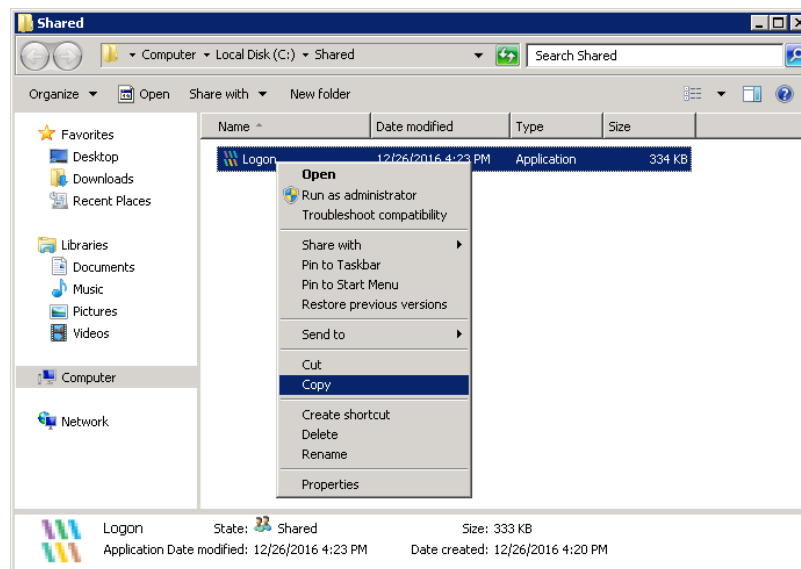 Shared
Computer Local Disk (C:) Shared
Search Shared
Organize Open Share with New folder
Name Date modified Type Size
Favorites
Desktop
Downloads
Recent Places
Libraries
Documents
Music
Pictures
Videos
Computer
Network
Logon 12/26/2016 4:23 PM Application 334 KB
Open
Run as administrator
Troubleshoot compatibility
Share with
Pin to Taskbar
Pin to Start Menu
Restore previous versions
Send to
Cut
Copy
Create shortcut
Delete
Rename
Properties
Logon State: Shared Size: 333 KB
Application Date modified: 12/26/2016 4:23 PM Date created: 12/26/2016 4:20 PM